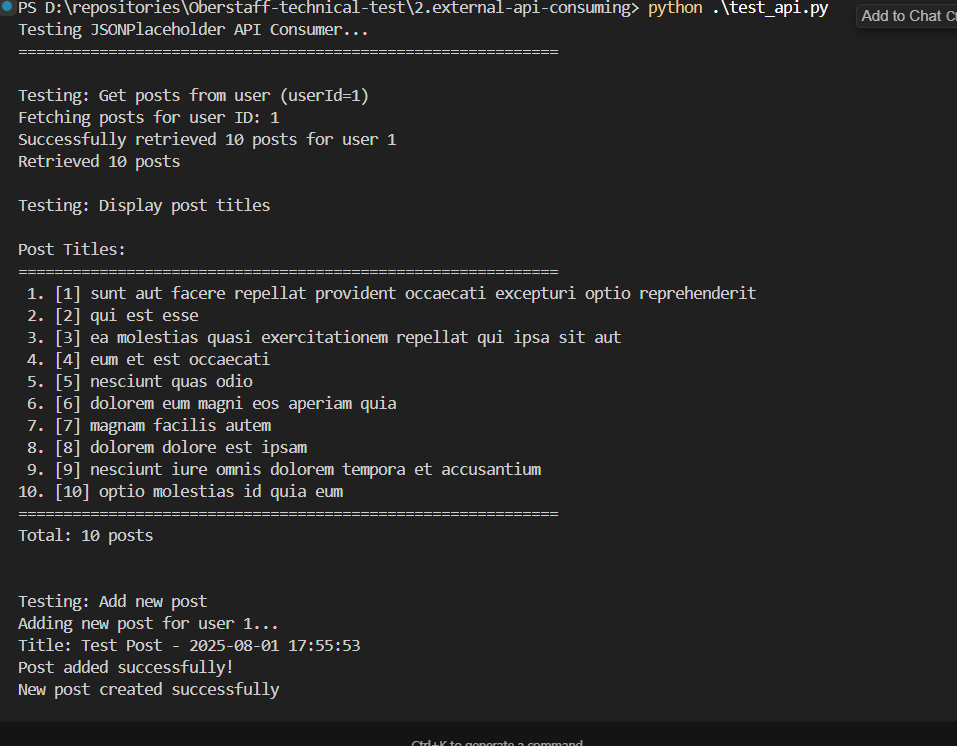 PS D:\repositories\Oberstaff-technical-test\2.external-api-consuming> python .\test_api.py
Add to Chat
Testing JSONPlaceholder API Consumer...
============================================================
Testing: Get posts from user (userId=1)
Fetching posts for user ID: 1
Successfully retrieved 10 posts for user 1
Retrieved 10 posts
Testing: Display post titles
Post Titles:
============================================================
1. [1] sunt aut facere repellat provident occaecati excepturi optio reprehenderit
2. [2] qui est esse
3. [3] ea molestias quasi exercitationem repellat qui ipsa sit aut
4. [4] eum et est occaecati
5. [5] nesciunt quas odio
6. [6] dolorem eum magni eos aperiam quia
7. [7] magnam facilis autem
8. [8] dolorem dolore est ipsam
9. [9] nesciunt iure omnis dolorem tempora et accusantium
10. [10] optio molestias id quia eum
============================================================
Total: 10 posts
Testing: Add new post
Adding new post for user 1...
Title: Test Post - 2025-08-01 17:55:53
Post added successfully!
New post created successfully
Ctrl+K to generate a command